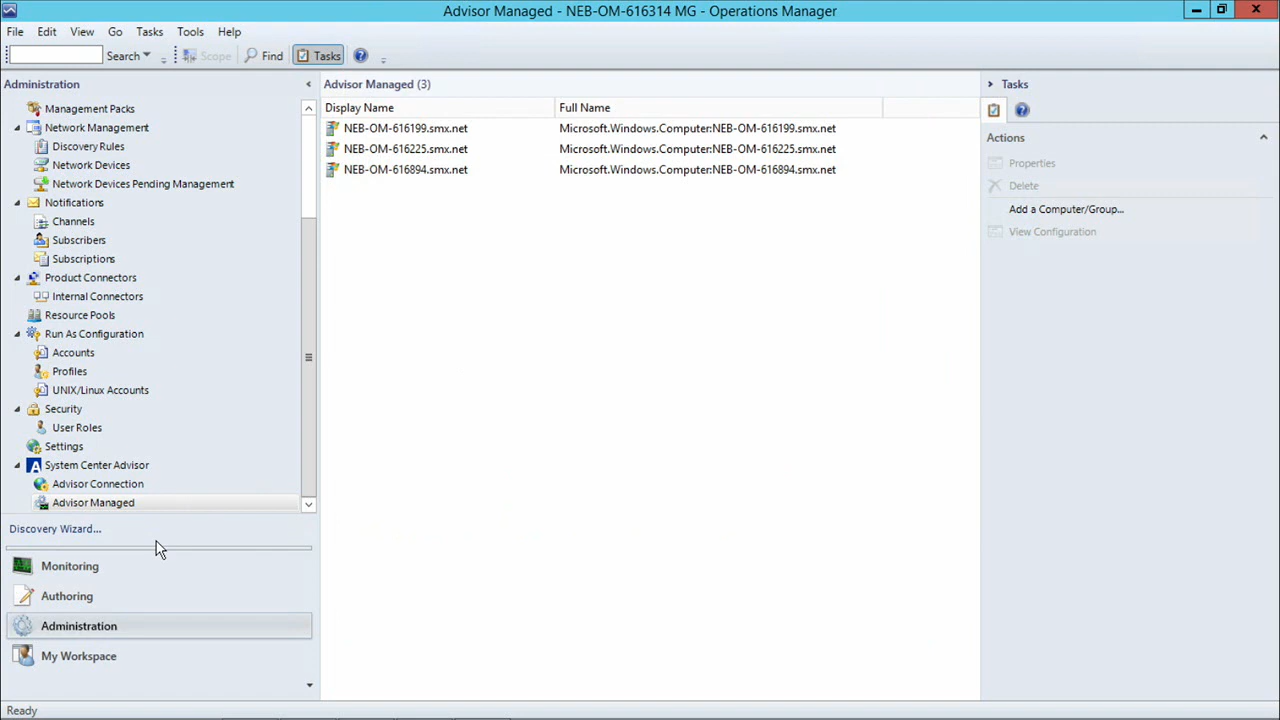 Advisor Managed - NEB-OM-616314 MG - Operations Manager
File Edit View Go Tasks Tools Help
Search Scope Find Tasks
Administration
Management Packs
Network Management
Discovery Rules
Network Devices
Network Devices Pending Management
Notifications
Channels
Subscribers
Subscriptions
Product Connectors
Internal Connectors
Resource Pools
Run As Configuration
Accounts
Profiles
UNIX/Linux Accounts
Security
User Roles
Settings
System Center Advisor
Advisor Connection
Advisor Managed
Discovery Wizard...
Monitoring
Authoring
Administration
My Workspace
Advisor Managed (3)
Display Name Full Name
NEB-OM-616199.smx.net Microsoft.Windows.Computer:NEB-OM-616199.smx.net
NEB-OM-616225.smx.net Microsoft.Windows.Computer:NEB-OM-616225.smx.net
NEB-OM-616894.smx.net Microsoft.Windows.Computer:NEB-OM-616894.smx.net
Tasks
Actions
Properties
Delete
Add a Computer/Group...
View Configuration
Ready